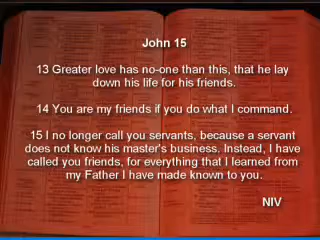 John 15
13 Greater love has no-one than this, that he lay
down his life for his friends.
14 You are my friends if you do what I command.
15 I no longer call you servants, because a servant
does not know his master's business. Instead, I have
called you friends, for everything that I learned from
my Father I have made known to you.
NIV